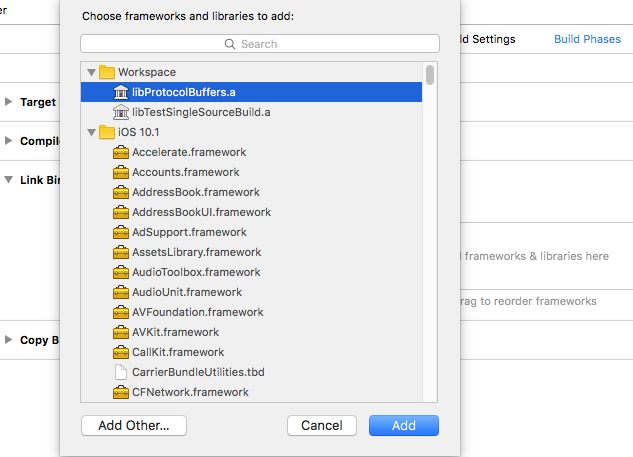 er
Choose frameworks and libraries to add:
Search
Settings
Build Phases
Workspace
libProtocolBuffers.a
libTestSingleSourceBuild.a
iOS 10.1
Target
Accelerate.framework
Compile
Accounts.framework
Link Bin
AddressBook.framework
AddressBookUI.framework
AdSupport.framework
AssetsLibrary.framework
frameworks & libraries here
AudioToolbox.framework
AudioUnit.framework
rag to reorder frameworks
AVFoundation.framework
AVKit.framework
Copy B
CallKit.framework
CarrierBundleUtilities.tbd
CFNetwork.framework
Add Other...
Cancel
Add